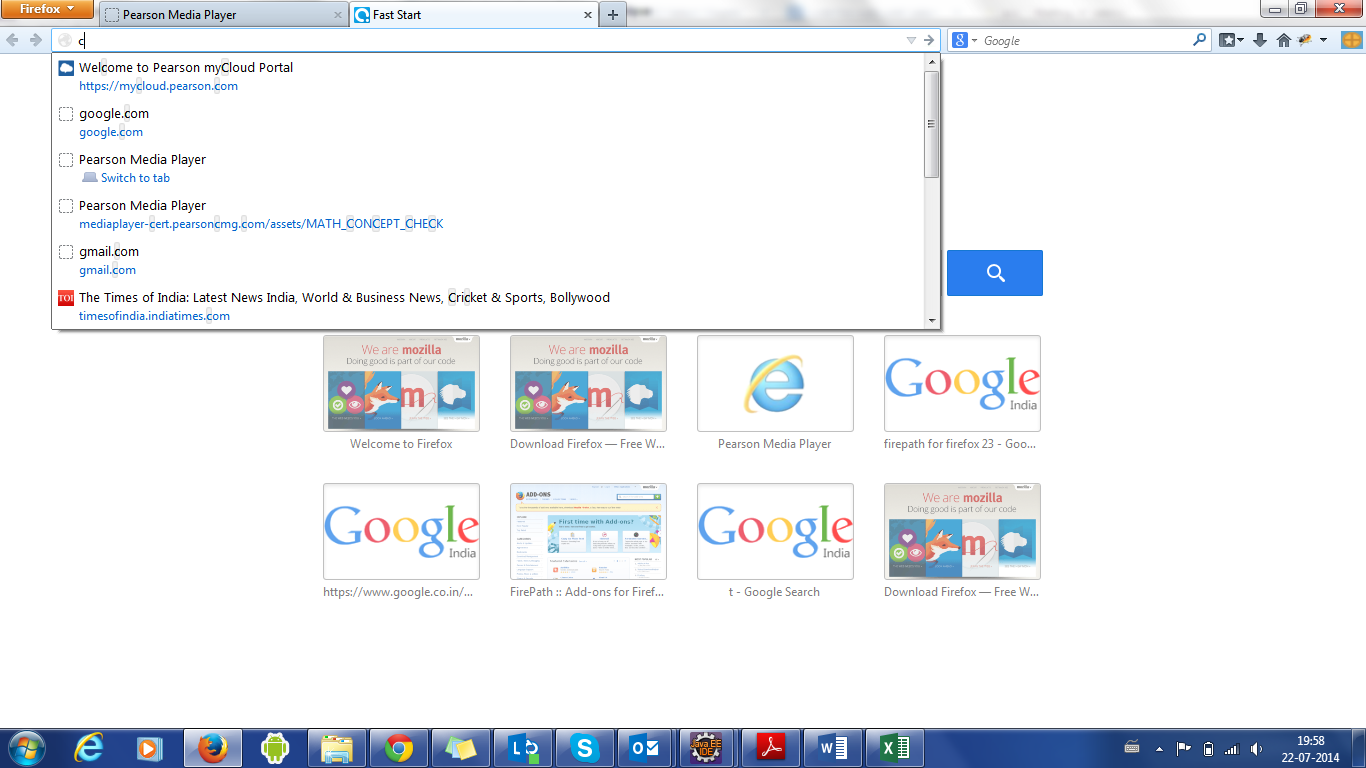 Firefox
Pearson Media Player
Fast Start
c
Google
Welcome to Pearson myCloud Portal
https://mycloud.pearson.com
google.com
google.com
Pearson Media Player
Switch to tab
Pearson Media Player
mediaplayer-cert.pearsoncmg.com/assets/MATH_CONCEPT_CHECK
gmail.com
gmail.com
TOI
The Times of India: Latest News India, World & Business News, Cricket & Sports, Bollywood
timesofindia.indiatimes.com
mozilla
We are mozilla
Doing good is part of our code
Welcome to Firefox
mozilla
We are mozilla
Doing good is part of our code
Download Firefox — Free W...
Pearson Media Player
Google
India
firepath for firefox 23 - Goo...
Google
India
https://www.google.co.in/...
mozilla
ADD-ONS
First time with Add-ons?
FirePath :: Add-ons for Firef...
Google
India
t - Google Search
mozilla
We are mozilla
Doing good is part of our code
Download Firefox — Free W...
Java EE
IDE
19:58
22-07-2014